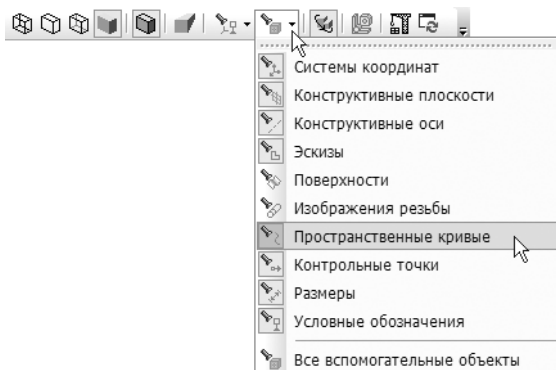 Системы координат
Конструктивные плоскости
Конструктивные оси
Эскизы
Поверхности
Изображения резьбы
Пространственные кривые
Контрольные точки
Размеры
Условные обозначения
Все вспомогательные объекты